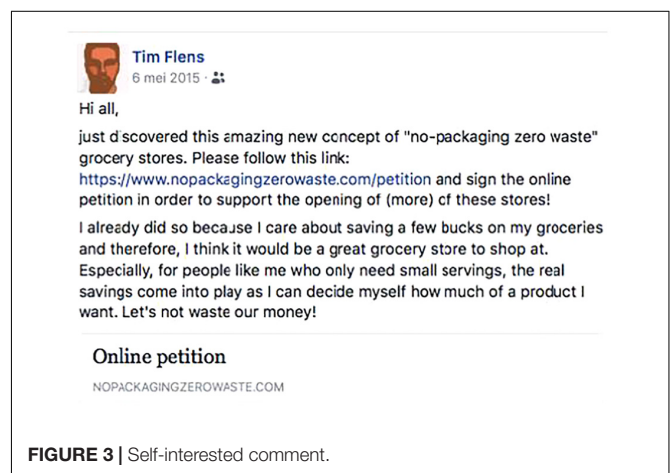 Tim Flens
6 mei 2015 ·
Hi all,
just discovered this amazing new concept of "no-packaging zero waste"
grocery stores. Please follow this link:
https://www.nopackagingzerowaste.com/petition and sign the online
petition in order to support the opening of (more) of these stores!
I already did so because I care about saving a few bucks on my groceries
and therefore, I think it would be a great grocery store to shop at.
Especially, for people like me who only need small servings, the real
savings come into play as I can decide myself how much of a product I
want. Let's not waste our money!
Online petition
NOPACKAGINGZEROWASTE.COM
FIGURE 3 | Self-interested comment.